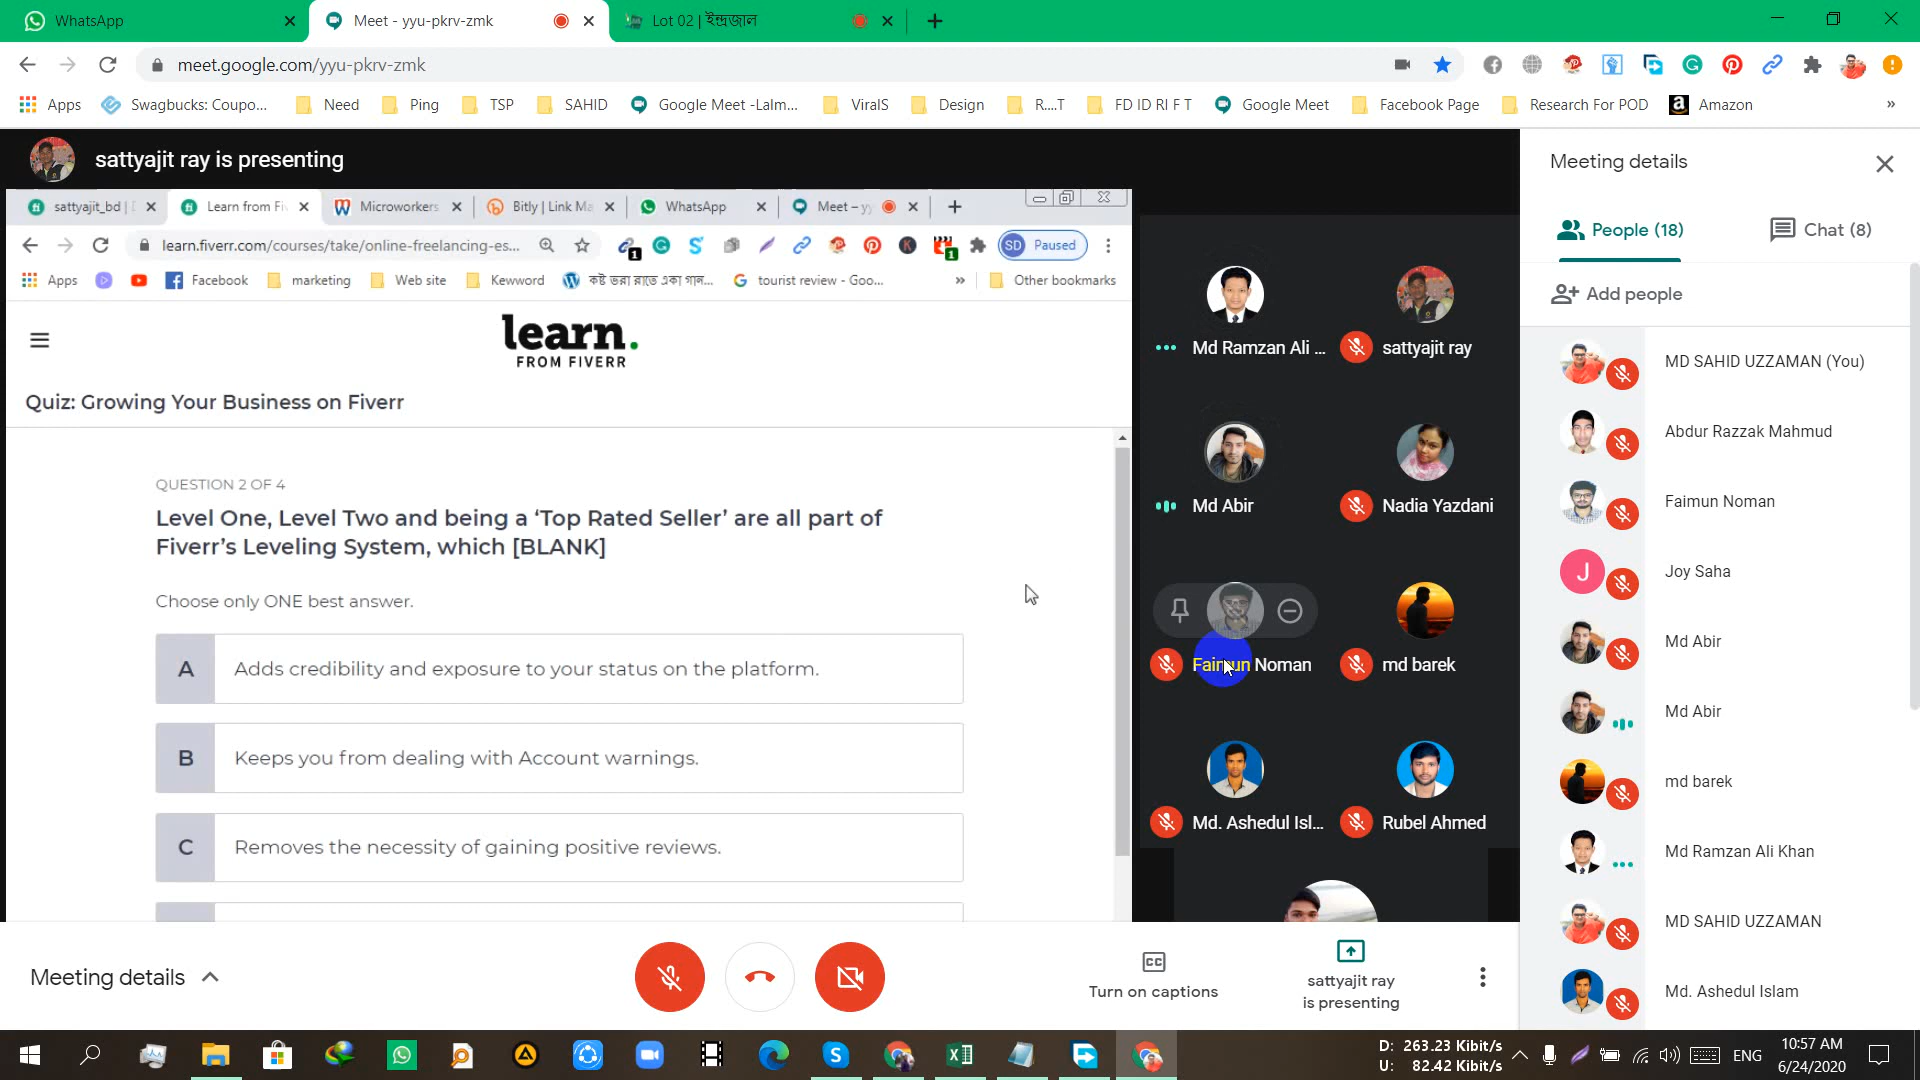 WhatsApp
Meet - yyu-pkrv-zmk
Lot 02 | ইন্দ্রজাল
meet.google.com/yyu-pkrv-zmk
Apps
Swagbucks: Coupo...
Need
Ping
TSP
SAHID
Google Meet -Lalm...
ViralS
Design
R....T
FD ID RI F T
Google Meet
Facebook Page
Research For POD
Amazon
»
sattyajit ray is presenting
sattyajit_bd |
Learn from Fi
Microworkers
Bitly | Link Ma
WhatsApp
Meet – yy
learn.fiverr.com/courses/take/online-freelancing-es...
SD Paused
Apps
Facebook
marketing
Web site
Kewword
কষ্ট ভরা রাতে একা গান...
tourist review - Goo...
»
Other bookmarks
learn.
FROM FIVERR
Quiz: Growing Your Business on Fiverr
QUESTION 2 OF 4
Level One, Level Two and being a ‘Top Rated Seller’ are all part of
Fiverr’s Leveling System, which [BLANK]
Choose only ONE best answer.
A Adds credibility and exposure to your status on the platform.
B Keeps you from dealing with Account warnings.
C Removes the necessity of gaining positive reviews.
Md Ramzan Ali ...
sattyajit ray
Md Abir
Nadia Yazdani
Faimun Noman
md barek
Md. Ashedul Isl...
Rubel Ahmed
Meeting details
People (18)
Chat (8)
Add people
MD SAHID UZZAMAN (You)
Abdur Razzak Mahmud
Faimun Noman
J Joy Saha
Md Abir
Md Abir
md barek
Md Ramzan Ali Khan
MD SAHID UZZAMAN
Md. Ashedul Islam
Meeting details
Turn on captions
sattyajit ray
is presenting
D: 263.23 Kibit/s
U: 82.42 Kibit/s
ENG
10:57 AM
6/24/2020